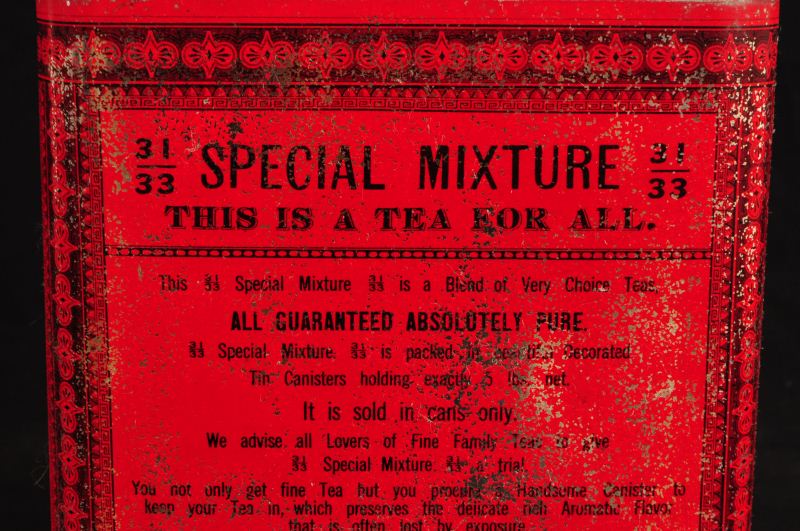 31/33 SPECIAL MIXTURE 31/33
THIS IS A TEA FOR ALL.
This 31/33 Special Mixture 31/33 is a Blend of Very Choice Teas,
ALL GUARANTEED ABSOLUTELY PURE.
31/33 Special Mixture. 31/33 is packed in beautiful Decorated
Tin Canisters holding exactly 5 lbs. net.
It is sold in cans only.
We advise all Lovers of Fine Family Teas to give
31/33 Special Mixture 31/33 a trial.
You not only get fine Tea but you procure a Handsome Canister to
keep your Tea in, which preserves the delicate rich Aromatic Flavor
that is often lost by exposure.